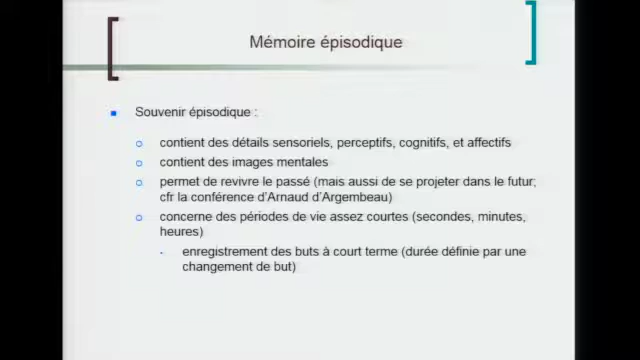 Mémoire épisodique
Souvenir épisodique :
contient des détails sensoriels, perceptifs, cognitifs, et affectifs
contient des images mentales
permet de revivre le passé (mais aussi de se projeter dans le futur;
cfr la conférence d'Arnaud d'Argembeau)
concerne des périodes de vie assez courtes (secondes, minutes,
heures)
enregistrement des buts à court terme (durée définie par une
changement de but)